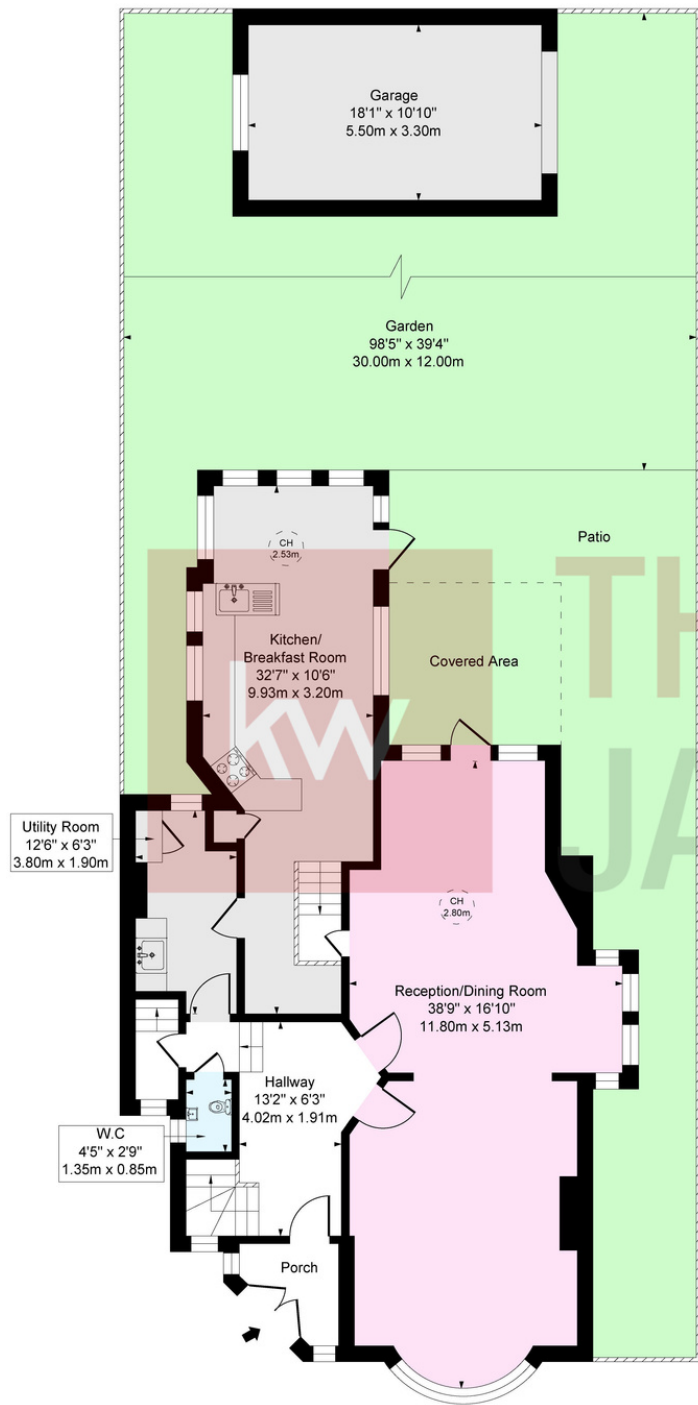 Garage
18'1" x 10'10"
5.50m x 3.30m
Garden
98'5" x 39'4"
30.00m x 12.00m
Patio
CH
2.53m
Kitchen/
Breakfast Room
32'7" x 10'6"
9.93m x 3.20m
Covered Area
kw
TH
JA
Utility Room
12'6" x 6'3"
3.80m x 1.90m
CH
2.80m
Reception/Dining Room
38'9" x 16'10"
11.80m x 5.13m
Hallway
13'2" x 6'3"
4.02m x 1.91m
W.C
4'5" x 2'9"
1.35m x 0.85m
Porch